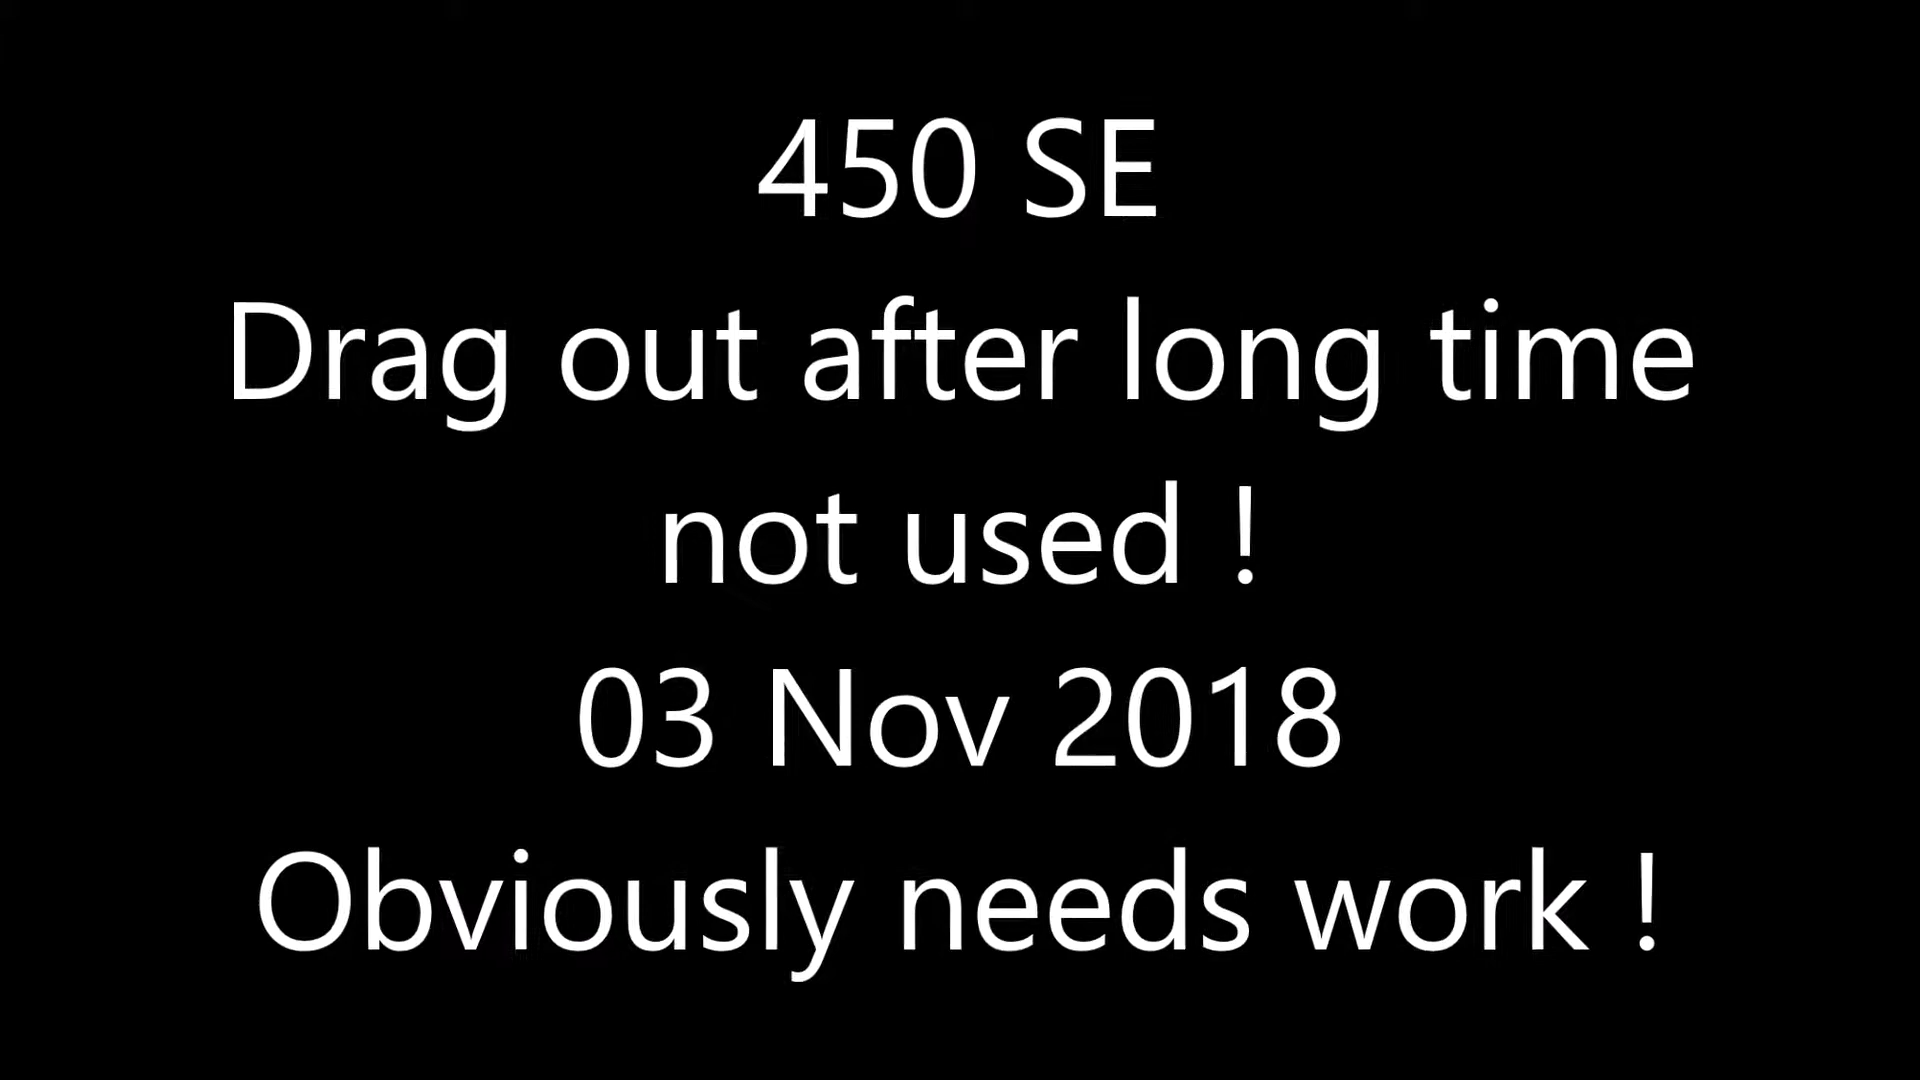 450 SE
Drag out after long time
not used !
03 Nov 2018
Obviously needs work !